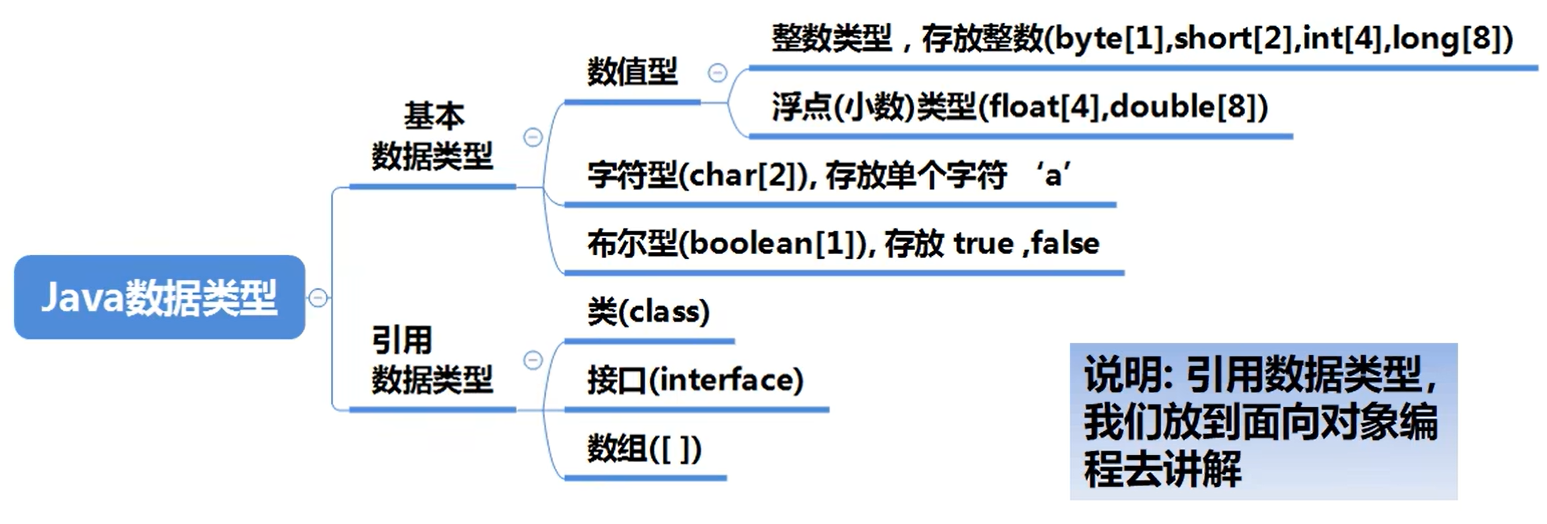 整数类型，存放整数(byte[1],short[2],int[4],long[8])
数值型
浮点(小数)类型(float[4],double[8])
基本
数据类型
字符型(char[2]), 存放单个字符 ‘a’
布尔型(boolean[1]), 存放 true ,false
Java数据类型
类(class)
引用
数据类型
接口(interface)
数组([ ])
说明: 引用数据类型,
我们放到面向对象编
程去讲解